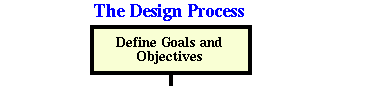 The Design Process
Define Goals and
Objectives